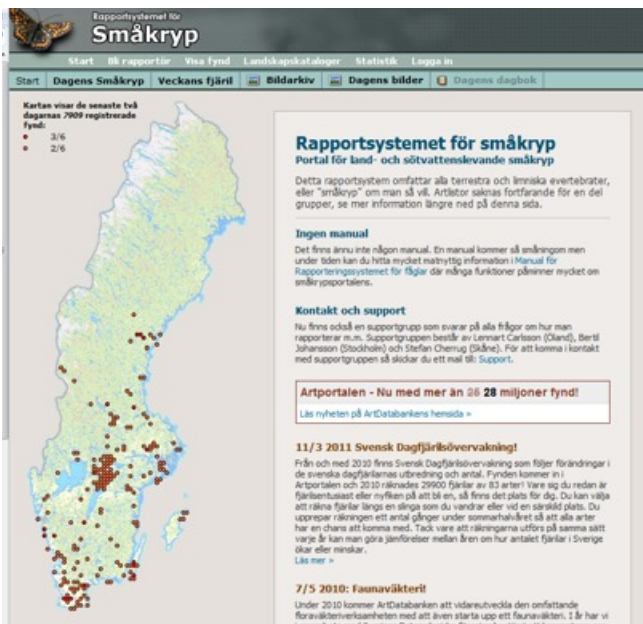 Rapportsystemet för
Småkryp
Start Bli rapportör Visa fynd Landskapskataloger Statistik Logga in
Start Dagens Småkryp Veckans fjäril Bildarkiv Dagens bilder Dagens dagbok
Kartan visar de senaste två
dagarnas 7909 registrerade
fynd:
3/6
2/6
Rapportsystemet för småkryp
Portal för land- och sötvattenslevande småkryp
Detta rapportsystem omfattar alla terrestra och limniska evertebrater,
eller "småkryp" om man så vill. Artlistor saknas fortfarande för en del
grupper, se mer information längre ned på denna sida.
Ingen manual
Det finns ännu inte någon manual. En manual kommer så småningom men
under tiden kan du hitta mycket matnyttig information i Manual för
Rapporteringssystemet för fåglar där många funktioner påminner mycket om
småkrypsportalens.
Kontakt och support
Nu finns också en supportgrupp som svarar på alla frågor om hur man
rapporterar m.m. Supportgruppen består av Lennart Carlsson (Öland), Bertil
Johansson (Stockholm) och Stefan Cherrug (Skåne). För att komma i kontakt
med supportgruppen så skickar du ett mail till: Support.
Artportalen - Nu med mer än 26 28 miljoner fynd!
Läs nyheten på ArtDatabankens hemsida »
11/3 2011 Svensk Dagfjärilsövervakning!
Från och med 2010 finns Svensk Dagfjärilsövervakning som följer förändringar i
de svenska dagfjärilarnas utbredning och antal. Fynden kommer in i
Artportalen och 2010 räknades 29900 fjärilar av 83 arter! Vare sig du redan är
fjärilsentusiast eller nyfiken på att bli en, så finns det plats för dig. Du kan välja
att räkna fjärilar längs en slinga som du vandrar eller vid en särskild plats. Du
upprepar räkningen ett antal gånger under sommarhalvåret så att alla arter
har en chans att komma med. Tack vare att räkningarna utförs på samma sätt
varje år kan man göra jämförelser mellan åren om hur antalet fjärilar i Sverige
ökar eller minskar.
Läs mer »
7/5 2010: Faunaväkteri!
Under 2010 kommer ArtDatabanken att vidareutveckla den omfattande
floraväkteriverksamheten med att även starta upp ett faunaväkteri. I år har vi